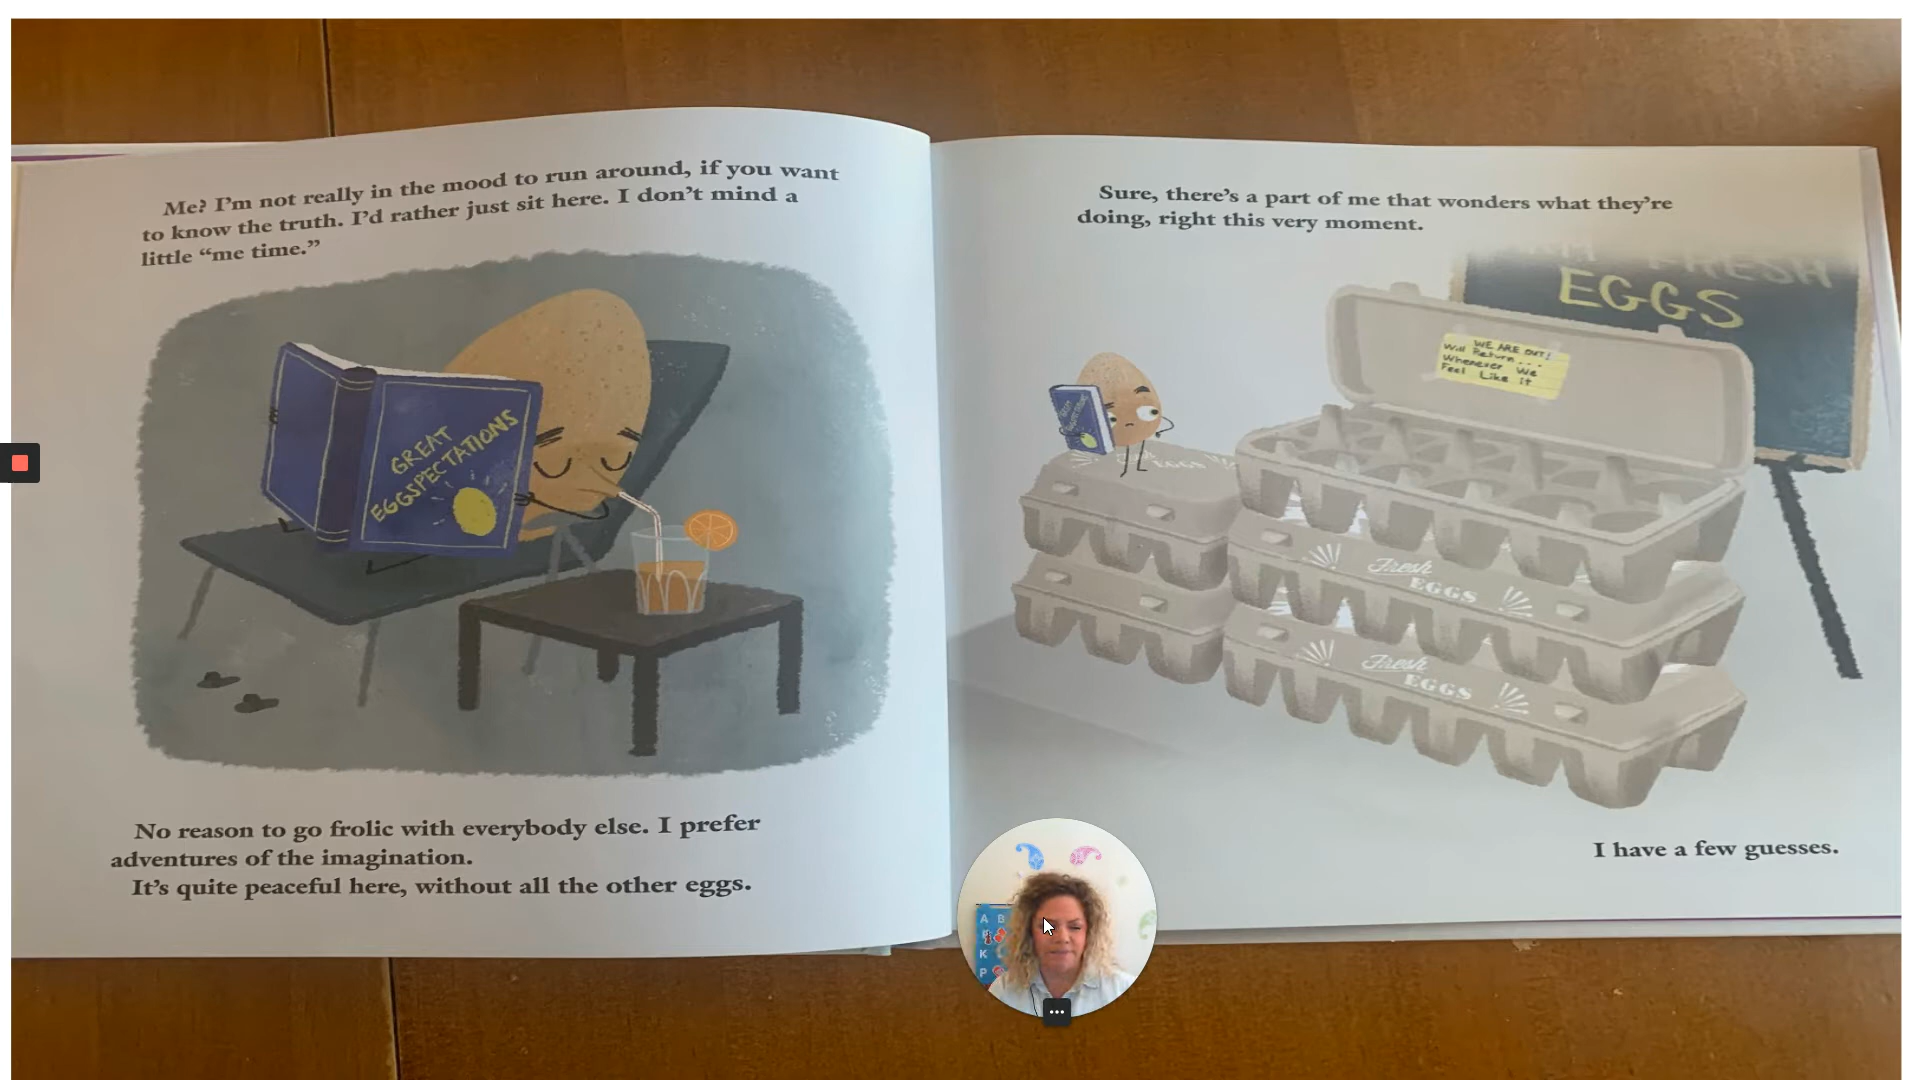 Me? I'm not really in the mood to run around, if you want
to know the truth. I'd rather just sit here. I don't mind a
little “me time.”
GREAT
EGGSPECTATIONS
No reason to go frolic with everybody else. I prefer
adventures of the imagination.
It's quite peaceful here, without all the other eggs.
Sure, there's a part of me that wonders what they're
doing, right this very moment.
FRESH
EGGS
WE ARE OUT!
Will Return...
Whenever We
Feel Like It
EGGS
Fresh
EGGS
Fresh
EGGS
I have a few guesses.
A B
K
P